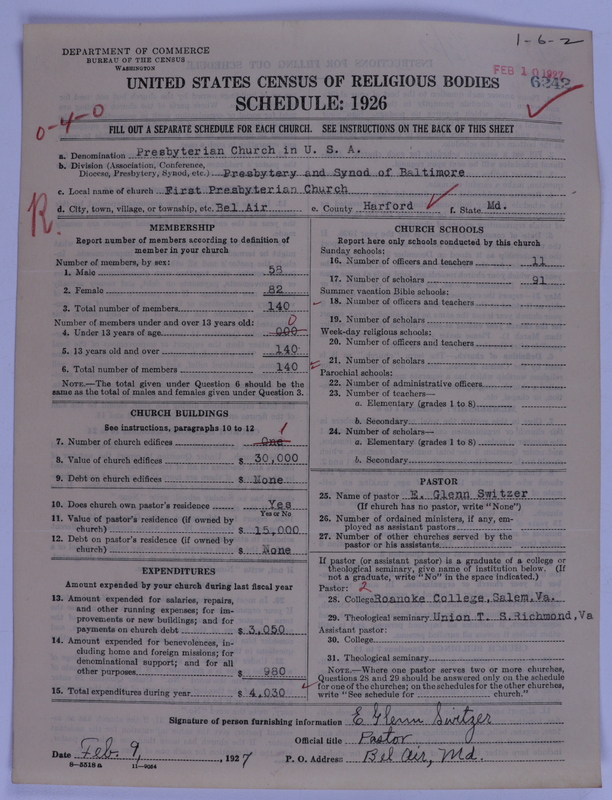 1-6-2
DEPARTMENT OF COMMERCE
BUREAU OF THE CENSUS
WASHINGTON
FEB 10 1927
6242
UNITED STATES CENSUS OF RELIGIOUS BODIES
SCHEDULE: 1926
0-4-0
FILL OUT A SEPARATE SCHEDULE FOR EACH CHURCH. SEE INSTRUCTIONS ON THE BACK OF THIS SHEET
a. Denomination Presbyterian Church in U. S. A.
b. Division (Association, Conference,
Diocese, Presbytery, Synod, etc.) Presbytery and Synod of Baltimore
c. Local name of church First Presbyterian Church
R.
d. City, town, village, or township, etc. Bel Air e. County Harford f. State Md.
MEMBERSHIP
Report number of members according to definition of
member in your church
Number of members, by sex:
1. Male 58
2. Female 82
3. Total number of members 140
Number of members under and over 13 years old: 0
4. Under 13 years of age 000
5. 13 years old and over 140
6. Total number of members 140
NOTE.—The total given under Question 6 should be the
same as the total of males and females given under Question 3.
CHURCH BUILDINGS
See instructions, paragraphs 10 to 12 1
7. Number of church edifices One
8. Value of church edifices $ 30,000
9. Debt on church edifices $ None
10. Does church own pastor's residence Yes
Yes or No
11. Value of pastor's residence (if owned by
church) $ 15,000
12. Debt on pastor's residence (if owned by
church) $ None
EXPENDITURES
Amount expended by your church during last fiscal year
13. Amount expended for salaries, repairs,
and other running expenses; for im-
provements or new buildings; and for
payments on church debt $ 3,050
14. Amount expended for benevolences, in-
cluding home and foreign missions; for
denominational support; and for all
other purposes $ 980
15. Total expenditures during year $ 4,030
CHURCH SCHOOLS
Report here only schools conducted by this church
Sunday schools:
16. Number of officers and teachers 11
17. Number of scholars 91
Summer vacation Bible schools:
18. Number of officers and teachers
19. Number of scholars
Week-day religious schools:
20. Number of officers and teachers
21. Number of scholars
Parochial schools:
22. Number of administrative officers
23. Number of teachers—
a. Elementary (grades 1 to 8)
b. Secondary
24. Number of scholars—
a. Elementary (grades 1 to 8)
b. Secondary
PASTOR
25. Name of pastor E. Glenn Switzer
(If church has no pastor, write "None")
26. Number of ordained ministers, if any, em-
ployed as assistant pastors
27. Number of other churches served by the
pastor or his assistants
If pastor (or assistant pastor) is a graduate of a college or
theological seminary, give name of institution below. (If
not a graduate, write "No" in the space indicated.)
Pastor: 2
28. College Roanoke College, Salem, Va.
29. Theological seminary Union T. S. Richmond, Va
Assistant pastor:
30. College
31. Theological seminary
NOTE.—Where one pastor serves two or more churches,
Questions 28 and 29 should be answered only on the schedule
for one of the churches; on the schedules for the other churches,
write "See schedule for church."
Signature of person furnishing information E Glenn Switzer
Official title Pastor
Date Feb. 9, 1927 P. O. Address Bel Air, Md.
8—5518 a 11—9084